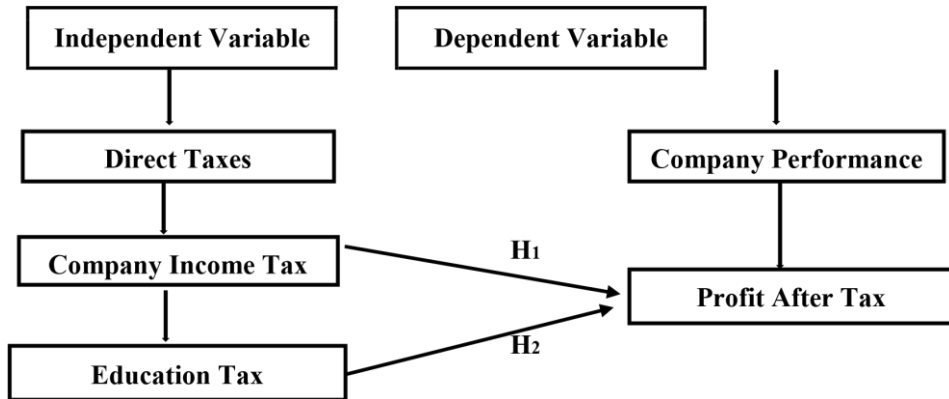 Independent Variable
Dependent Variable
Direct Taxes
Company Performance
Company Income Tax
H1
Profit After Tax
H2
Education Tax